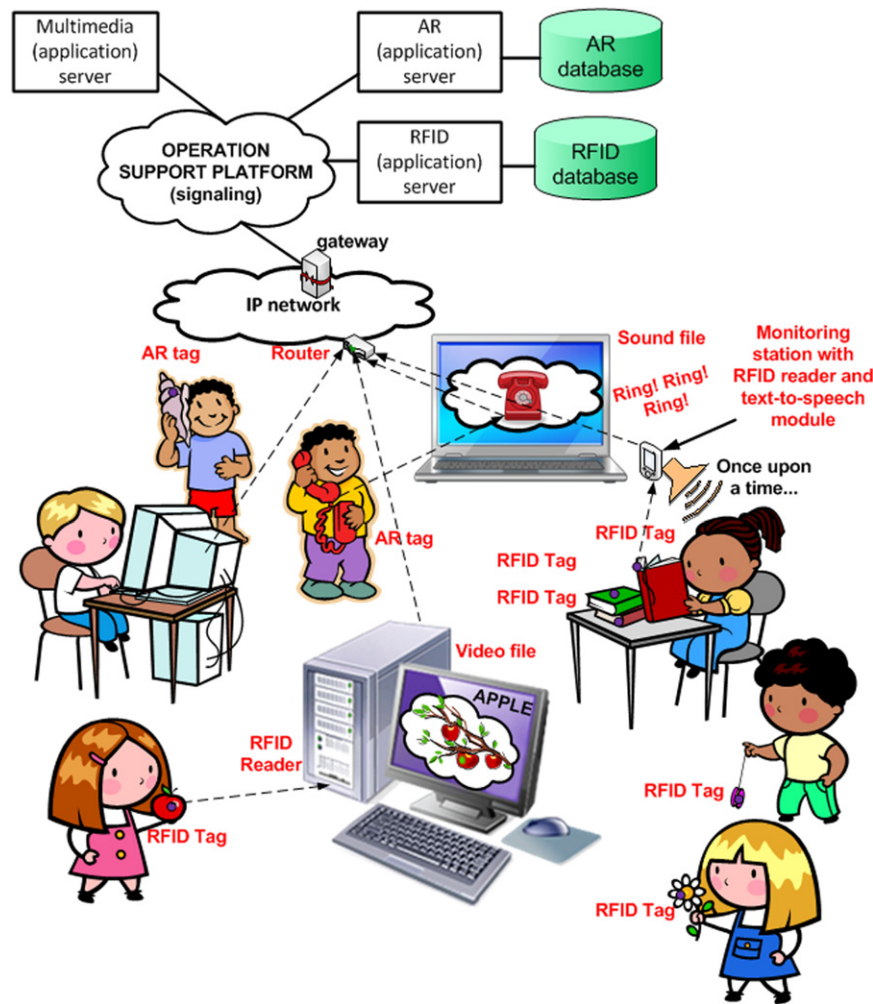 Multimedia
(application)
server
AR
(application)
server
AR
database
OPERATION
SUPPORT PLATFORM
(signaling)
RFID
(application)
server
RFID
database
gateway
IP network
AR tag
Router
Sound file
Ring! Ring!
Ring!
Monitoring
station with
RFID reader and
text-to-speech
module
Once upon
a time...
AR tag
RFID Tag
RFID Tag
RFID Tag
Video file
APPLE
RFID
Reader
RFID Tag
RFID Tag
RFID Tag